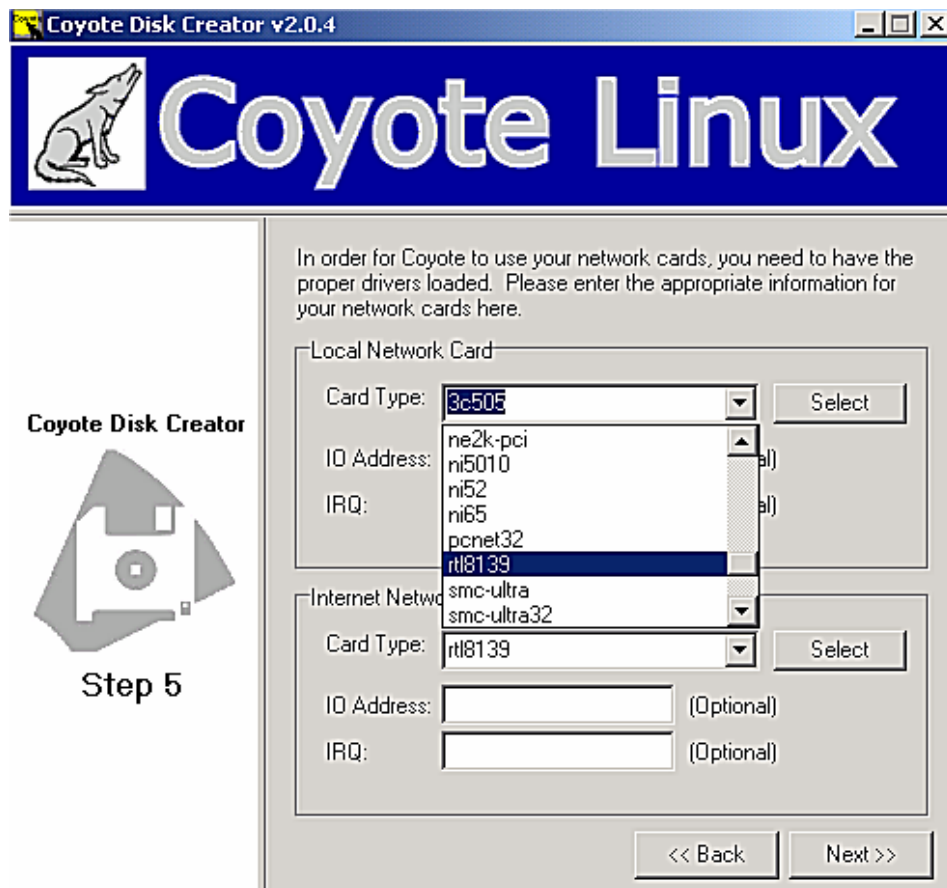 Coyote Disk Creator v2.0.4
Coyote Linux
In order for Coyote to use your network cards, you need to have the
proper drivers loaded.  Please enter the appropriate information for
your network cards here.
Local Network Card
Card Type: 3c505 Select
ne2k-pci
IO Address: ni5010
ni52
IRQ: ni65
pcnet32
rtl8139
smc-ultra
smc-ultra32
Internet
Card Type: rtl8139 Select
IO Address: (Optional)
IRQ: (Optional)
Coyote Disk Creator
Step 5
<< Back Next >>